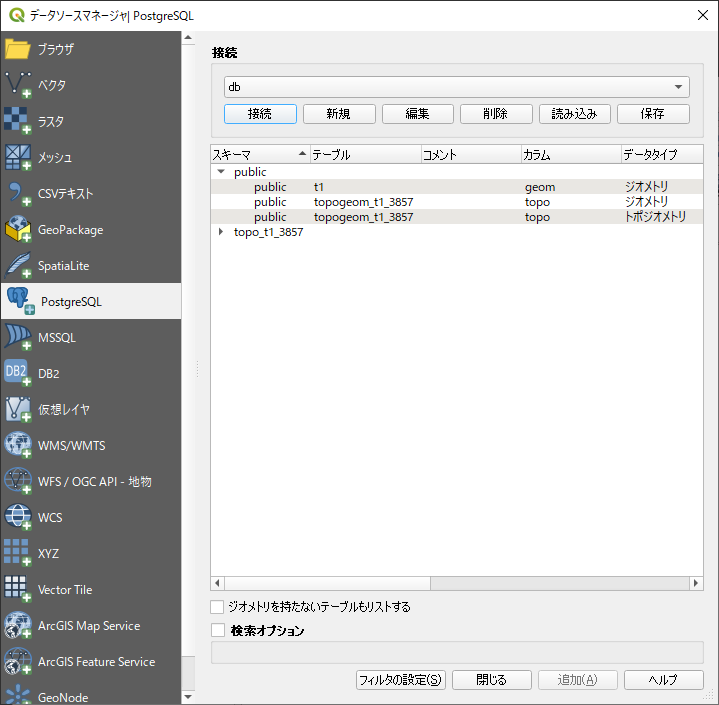 データソースマネージャ| PostgreSQL
ブラウザ
ベクタ
ラスタ
メッシュ
CSVテキスト
GeoPackage
SpatiaLite
PostgreSQL
MSSQL
DB2
DB2
仮想レイヤ
WMS/WMTS
WFS / OGC API - 地物
WCS
XYZ
Vector Tile
ArcGIS Map Service
ArcGIS Feature Service
GeoNode
接続
db
接続 新規 編集 削除 読み込み 保存
スキーマ テーブル コメント カラム データタイプ
public
public t1 geom ジオメトリ
public topogeom_t1_3857 topo ジオメトリ
public topogeom_t1_3857 topo トポジオメトリ
topo_t1_3857
ジオメトリを持たないテーブルもリストする
検索オプション
フィルタの設定(S) 閉じる 追加(A) ヘルプ